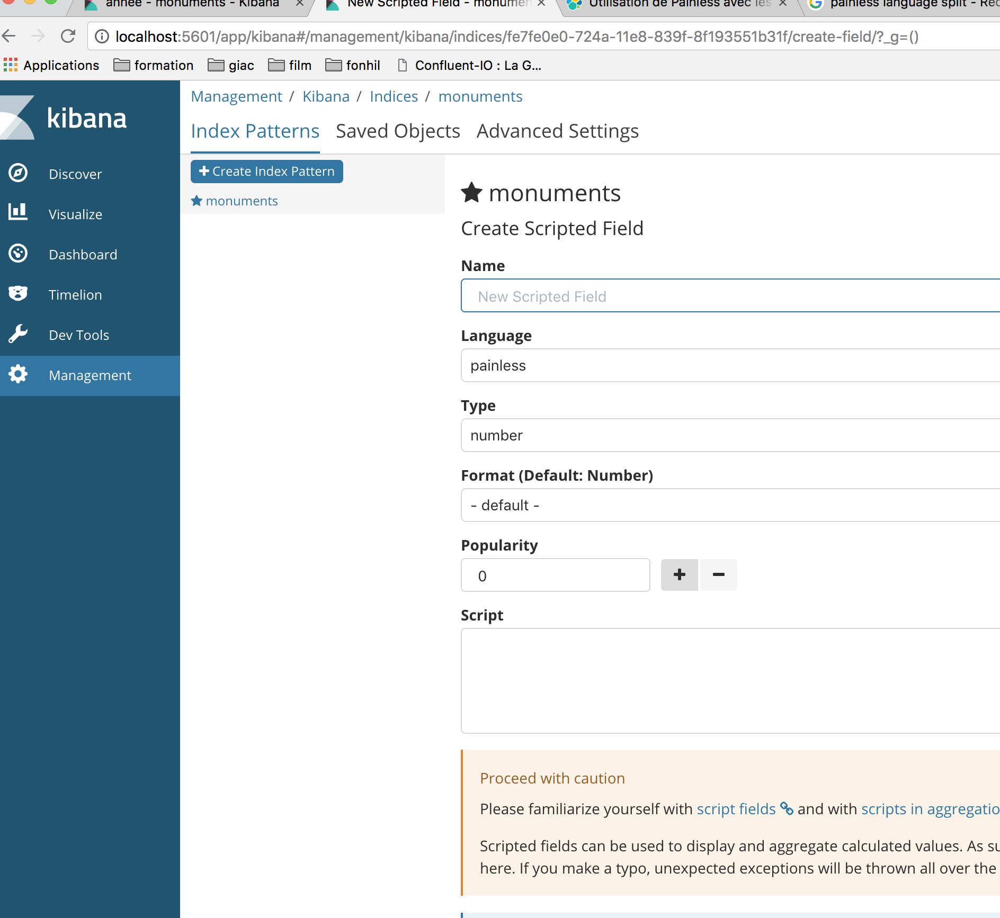 annee - monuments - Kibana
New Scripted Field - monumen
Utilisation de Painless avec les
painless language split - Rec
localhost:5601/app/kibana#/management/kibana/indices/fe7fe0e0-724a-11e8-839f-8f193551b31f/create-field/?_g=()
Applications formation giac film fonhil Confluent-IO : La G...
kibana
Discover
Visualize
Dashboard
Timelion
Dev Tools
Management
Management / Kibana / Indices / monuments
Index Patterns Saved Objects Advanced Settings
Create Index Pattern
monuments
monuments
Create Scripted Field
Name
New Scripted Field
Language
painless
Type
number
Format (Default: Number)
- default -
Popularity
0
Script
Proceed with caution
Please familiarize yourself with script fields and with scripts in aggregatio
Scripted fields can be used to display and aggregate calculated values. As su
here. If you make a typo, unexpected exceptions will be thrown all over the